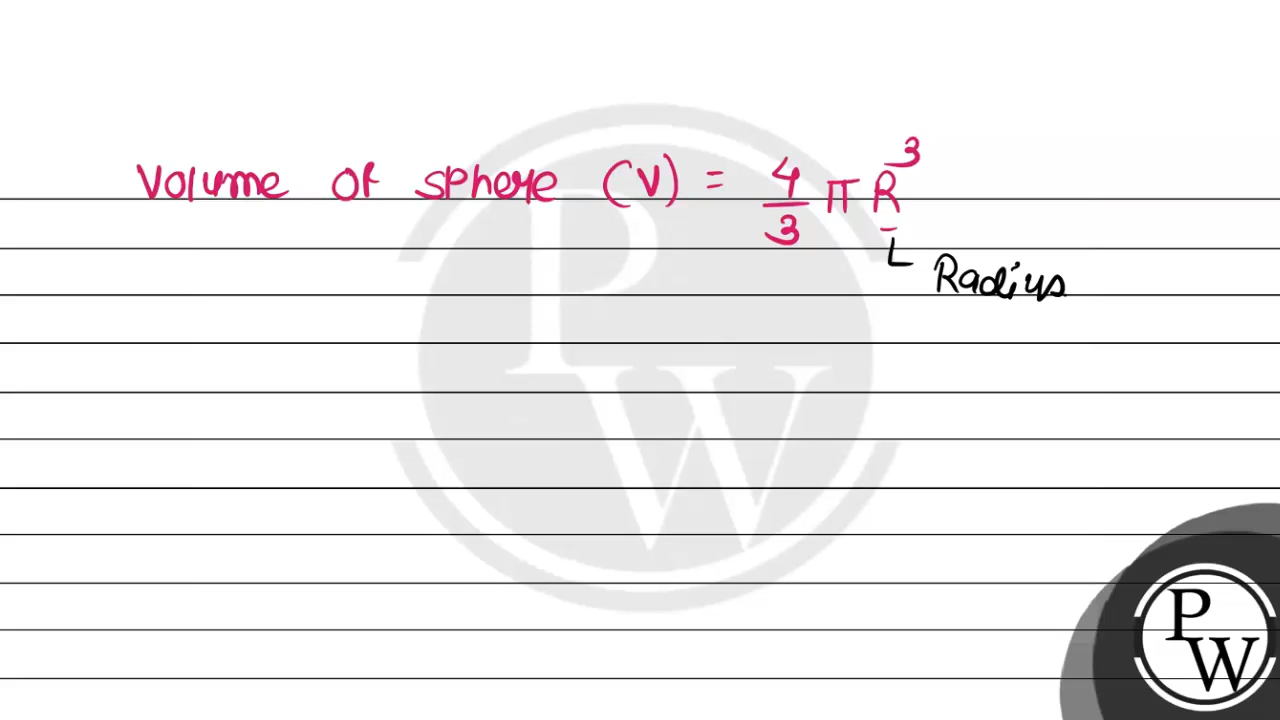 Volume of sphere (V) = 4/3 π R³
Radius
P
W
P
W